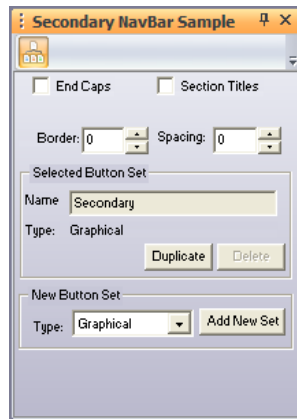 Secondary NavBar Sample
End Caps Section Titles
Border: 0 Spacing: 0
Selected Button Set
Name Secondary
Type: Graphical
Duplicate Delete
New Button Set
Type: Graphical Add New Set